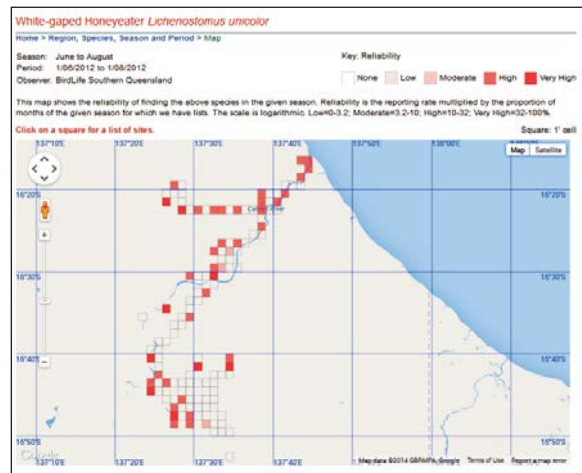 White-gaped Honeyeater Lichenostomus unicolor
Home > Region, Species, Season and Period > Map
Season: June to August
Key: Reliability
Period: 1/06/2012 to 1/08/2012
Observer: BirdLife Southern Queensland
None Low Moderate High Very High
This map shows the reliability of finding the above species in the given season. Reliability is the reporting rate multiplied by the proportion of
months of the given season for which we have lists. The scale is logarithmic. Low=0-3.2; Moderate=3.2-10; High=10-32; Very High=32-100%.
Click on a square for a list of sites.
Square: 1' cell
137°10'E 137°20'E 137°30'E 137°40'E 138°00'E
Map Satellite
16°20'S 16°20'S
River
16°30'S 16°30'S
16°40'S 16°40'S
16°50'S 16°50'S
Google
137°10'E 137°20'E 137°30'E 137°40'E
Map data ©2014 GBRMPA, Google Terms of Use Report a map error